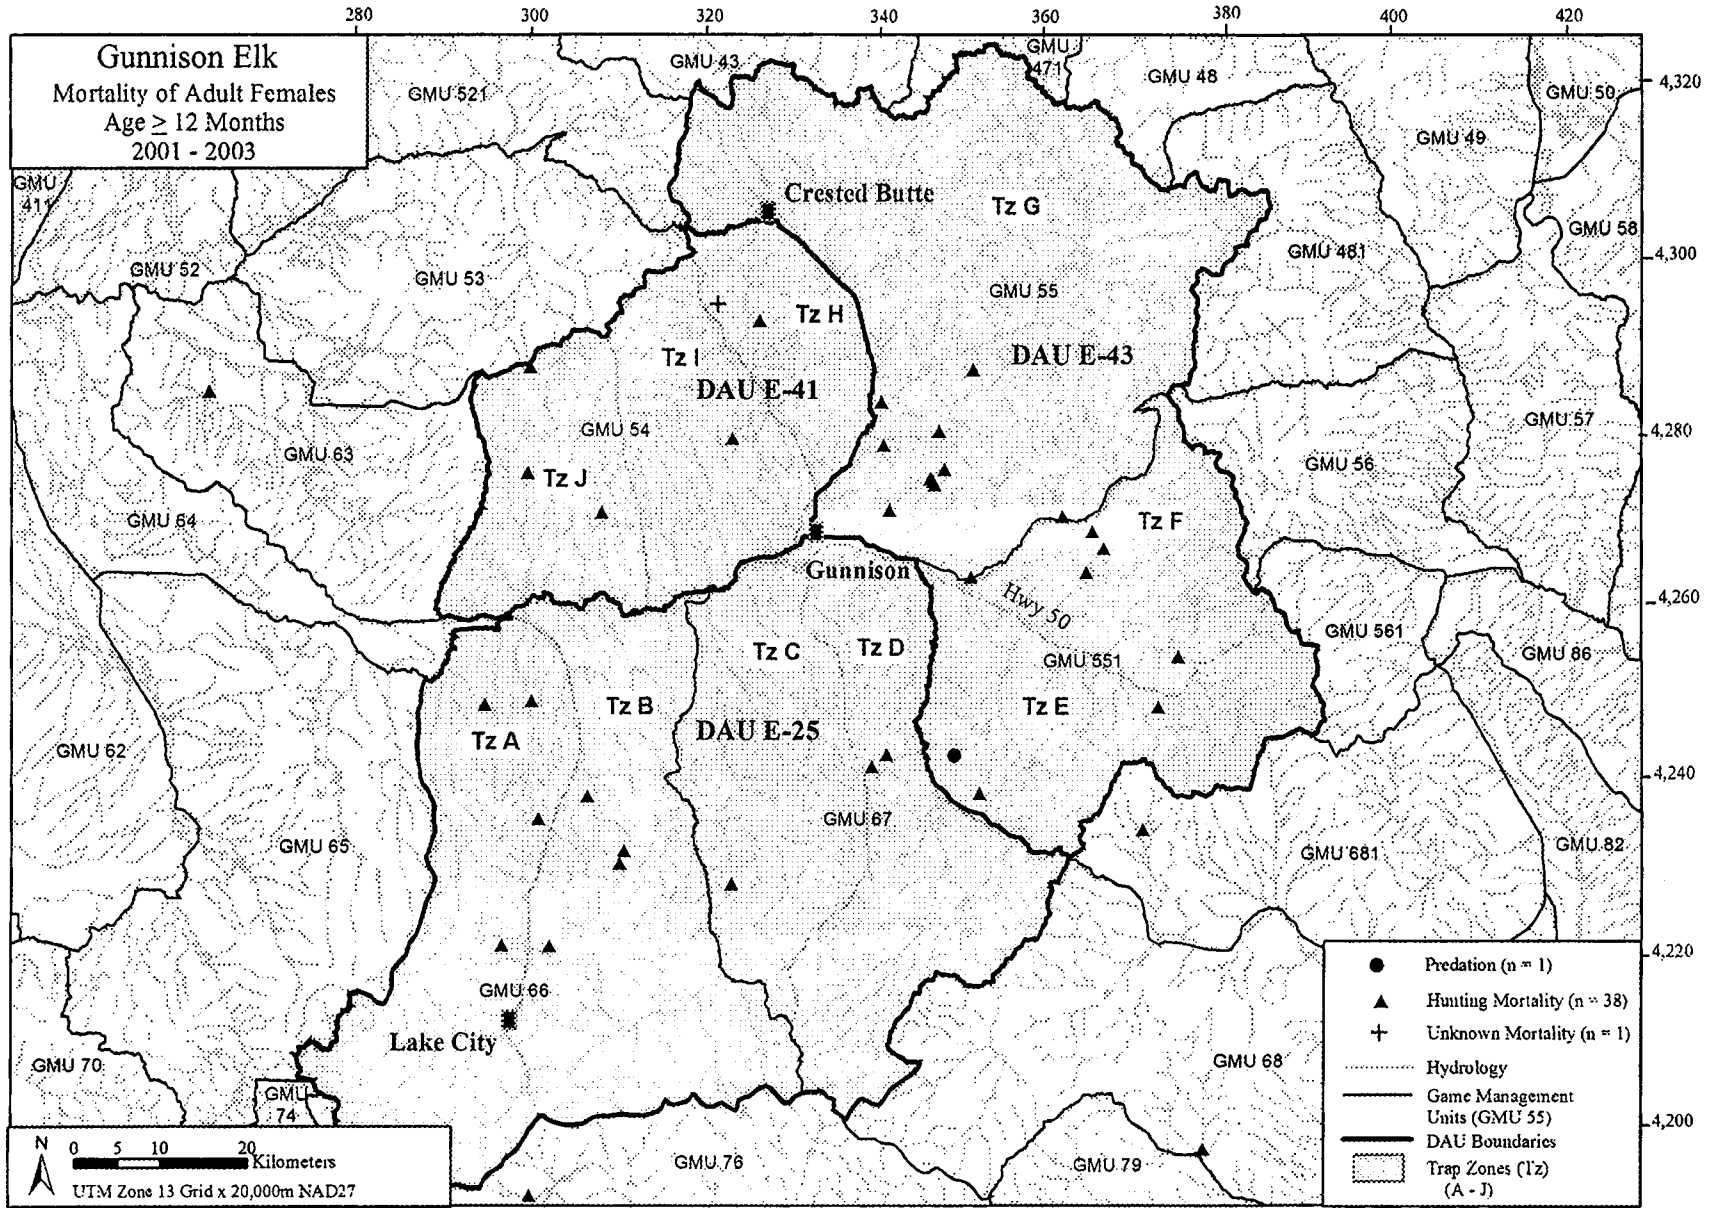 280 300 320 340 360 380 400 420
Gunnison Elk
Mortality of Adult Females
Age ≥ 12 Months
2001 - 2003
GMU 43
GMU
471
GMU 48
4,320
GMU 521
GMU 50
GMU 49
GMU
411
Crested Butte
Tz G
GMU 58
GMU 481
4,300
GMU 52
GMU 53
GMU 55
Tz H
Tz I
DAU E-43
DAU E-41
GMU 57
GMU 54
4,280
GMU 63
GMU 56
Tz J
GMU 64
Tz F
Gunnison
Hwy 50
4,260
GMU 561
Tz C
Tz D
GMU 551
GMU 86
Tz B
Tz E
DAU E-25
Tz A
GMU 62
4,240
GMU 67
GMU 65
GMU 681
GMU 82
4,220
GMU 66
Lake City
GMU 70
GMU 68
GMU
74
4,200
GMU 76
GMU 79
N
0 5 10 20
Kilometers
UTM Zone 13 Grid x 20,000m NAD27
Predation (n = 1)
Hunting Mortality (n = 38)
Unknown Mortality (n = 1)
Hydrology
Game Management
Units (GMU 55)
DAU Boundaries
Trap Zones (Tz)
(A - J)